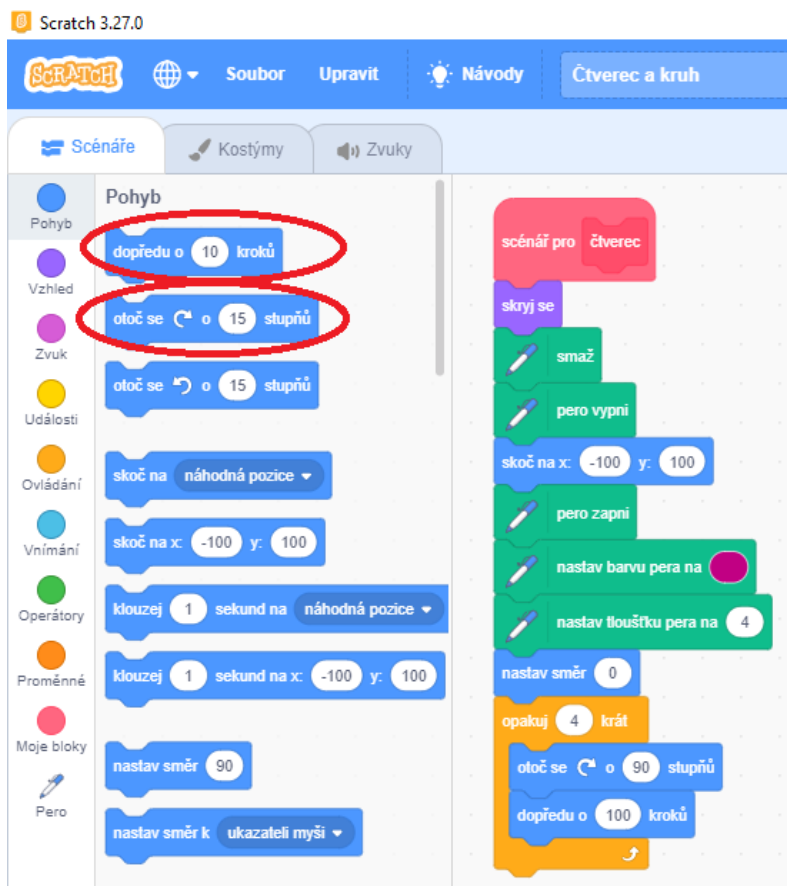 Scratch 3.27.0
SCRATCH Soubor Upravit Návody Čtverec a kruh
Scénáře Kostýmy Zvuky
Pohyb
Vzhled
Zvuk
Události
Ovládání
Vnímání
Operátory
Proměnné
Moje bloky
Pero
Pohyb
dopředu o 10 kroků
otoč se o 15 stupňů
otoč se o 15 stupňů
skoč na náhodná pozice
skoč na x: -100 y: 100
klouzej 1 sekund na náhodná pozice
klouzej 1 sekund na x: -100 y: 100
nastav směr 90
nastav směr k ukazateli myši
scénář pro čtverec
skryj se
smaž
pero vypni
skoč na x: -100 y: 100
pero zapni
nastav barvu pera na
nastav tloušťku pera na 4
nastav směr 0
opakuj 4 krát
otoč se o 90 stupňů
dopředu o 100 kroků